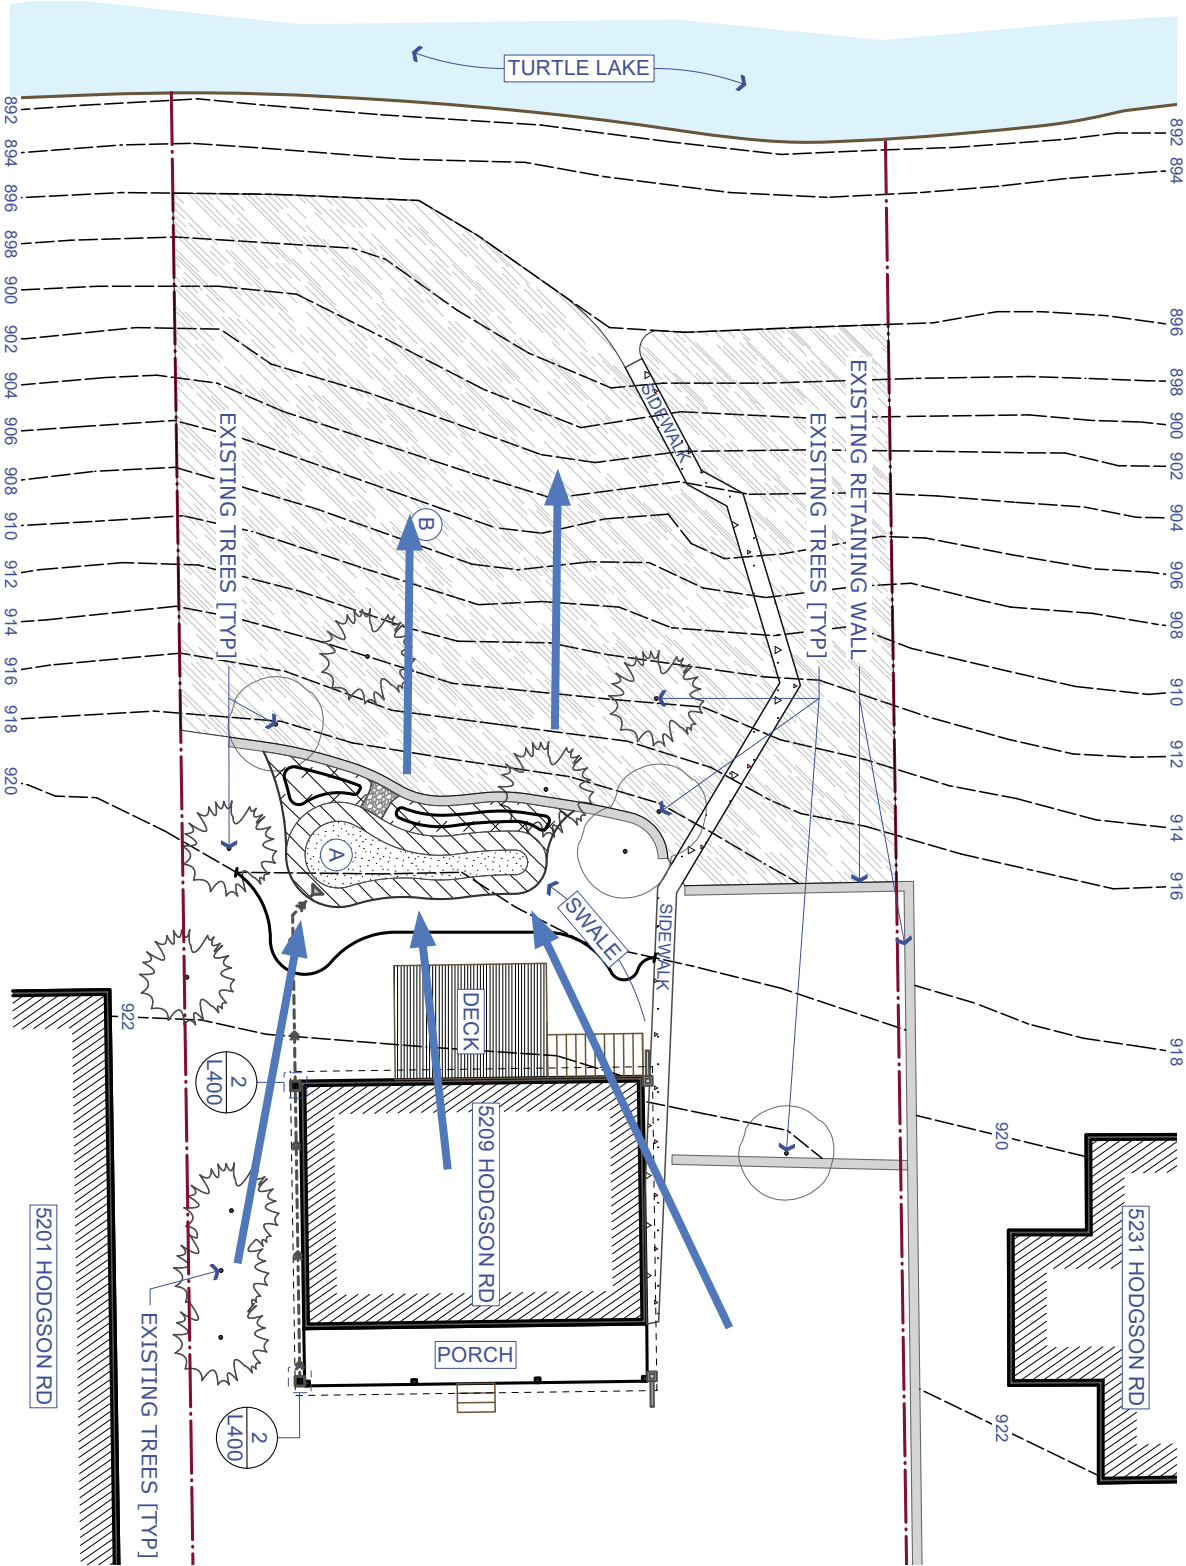 TURTLE LAKE
892
894
896
898
900
902
904
906
908
910
912
914
916
918
920
922
892
894
896
898
900
902
904
906
908
910
912
914
916
918
920
922
SIDEWALK
EXISTING RETAINING WALL
EXISTING TREES [TYP]
EXISTING TREES [TYP]
B
A
SWALE
SIDEWALK
DECK
2
L400
5209 HODGSON RD
PORCH
2
L400
EXISTING TREES [TYP]
5201 HODGSON RD
5231 HODGSON RD